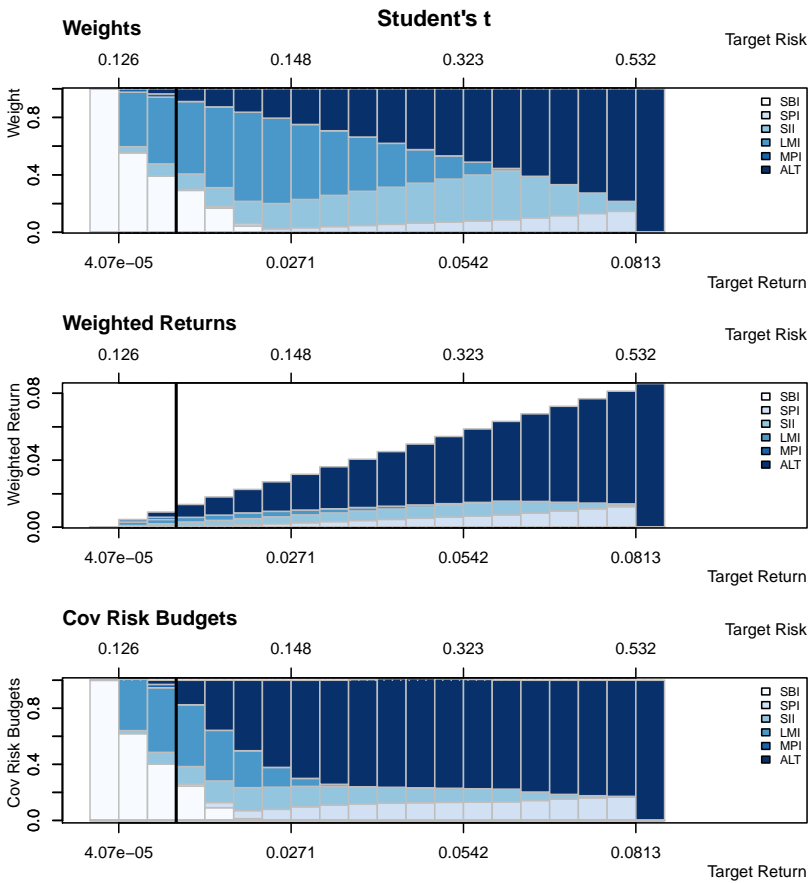 Student's t
Weights
Target Risk
0.126 0.148 0.323 0.532
Weight
0.0 0.4 0.8
SBI
SPI
SII
LMI
MPI
ALT
4.07e−05 0.0271 0.0542 0.0813
Target Return
Weighted Returns
Target Risk
0.126 0.148 0.323 0.532
Weighted Return
0.00 0.04 0.08
SBI
SPI
SII
LMI
MPI
ALT
4.07e−05 0.0271 0.0542 0.0813
Target Return
Cov Risk Budgets
Target Risk
0.126 0.148 0.323 0.532
Cov Risk Budgets
0.0 0.4 0.8
SBI
SPI
SII
LMI
MPI
ALT
4.07e−05 0.0271 0.0542 0.0813
Target Return